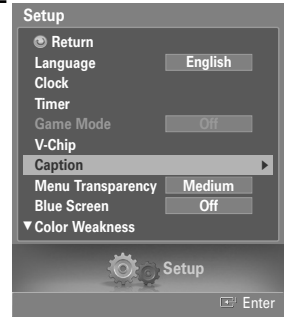 Setup
Return
Language English
Clock
Timer
Game Mode Off
V-Chip
Caption
Menu Transparency Medium
Blue Screen Off
Color Weakness
Setup
Enter